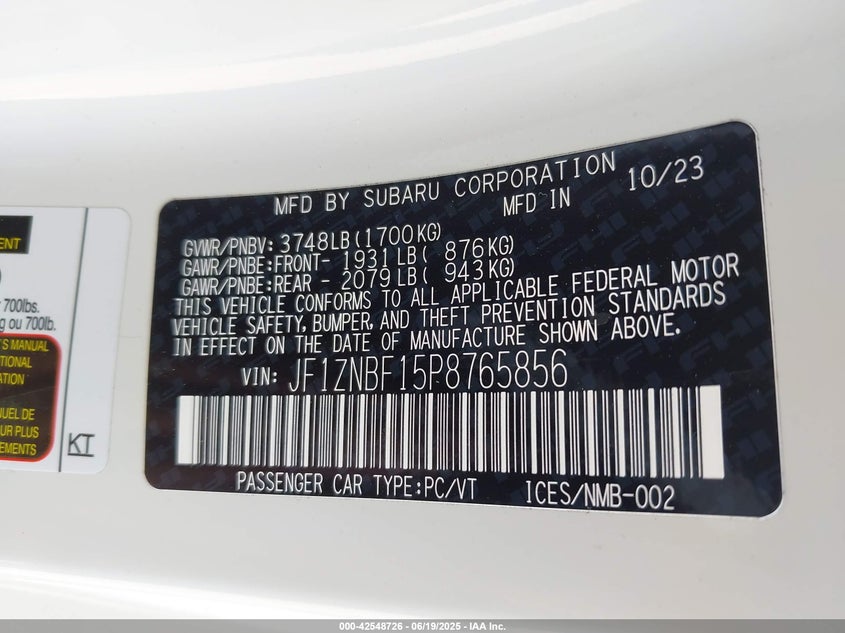 MFD BY SUBARU CORPORATION
MFD IN 10/23
GVWR/PNBV: 3748LB(1700KG)
GAWR/PNBE:FRONT- 1931LB( 876KG)
GAWR/PNBE:REAR - 2079LB( 943KG)
THIS VEHICLE CONFORMS TO ALL APPLICABLE FEDERAL MOTOR
VEHICLE SAFETY, BUMPER, AND THEFT PREVENTION STANDARDS
IN EFFECT ON THE DATE OF MANUFACTURE SHOWN ABOVE.
VIN: JF1ZNBF15P8765856
PASSENGER CAR TYPE:PC/VT ICES/NMB-002
700lbs.
ou 700lb.
'S MANUAL
DE
PLUS
KT
000-42548726 - 06/19/2025 - IAA Inc.